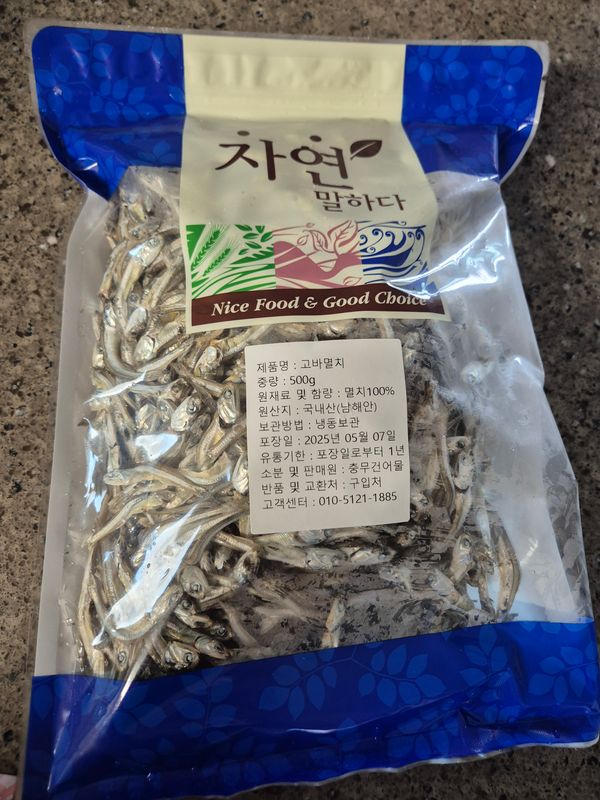 자연
말하다
Nice Food & Good Choice
제품명 : 고바멸치
중량 : 500g
원재료 및 함량 : 멸치100%
원산지 : 국내산(남해안)
보관방법 : 냉동보관
포장일 : 2025년 05월 07일
유통기한 : 포장일로부터 1년
소분 및 판매원 : 충무건어물
반품 및 교환처 : 구입처
고객센터 : 010-5121-1885